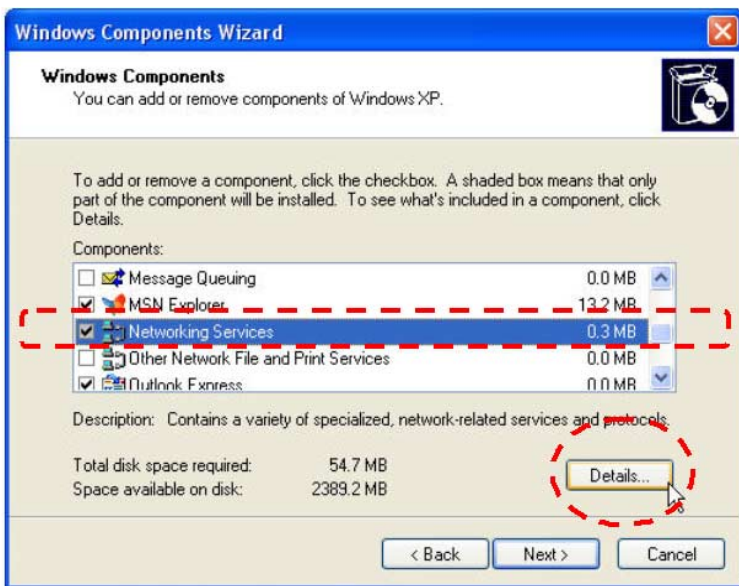 Windows Components Wizard
Windows Components
You can add or remove components of Windows XP.
To add or remove a component, click the checkbox. A shaded box means that only
part of the component will be installed. To see what's included in a component, click
Details.
Components:
Message Queuing 0.0 MB
MSN Explorer 13.2 MB
Networking Services 0.3 MB
Other Network File and Print Services 0.0 MB
Outlook Express 0.0 MB
Description: Contains a variety of specialized, network-related services and protocols.
Total disk space required: 54.7 MB
Space available on disk: 2389.2 MB
Details...
< Back Next > Cancel